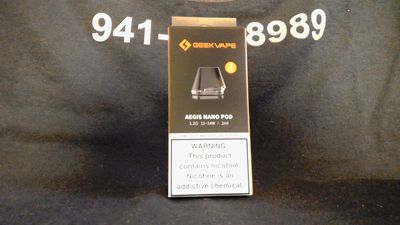 941- 8989
GEEKVAPE
AEGIS NANO POD
1.2Ω 11-14W / 2ml
WARNING:
This product
contains nicotine.
Nicotine is an
addictive chemical.